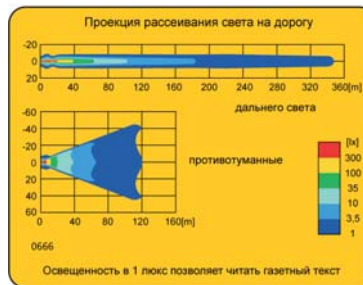 Проекция рассеивания света на дорогу
-20
0
20
0 40 80 120 160 200 240 280 320 360[m]
дальнего света
-60
-40
-20
0
20
40
60
0 40 80 120 160[m]
противотуманные
[lx]
300
100
35
10
3,5
1
0666
Освещенность в 1 люкс позволяет читать газетный текст